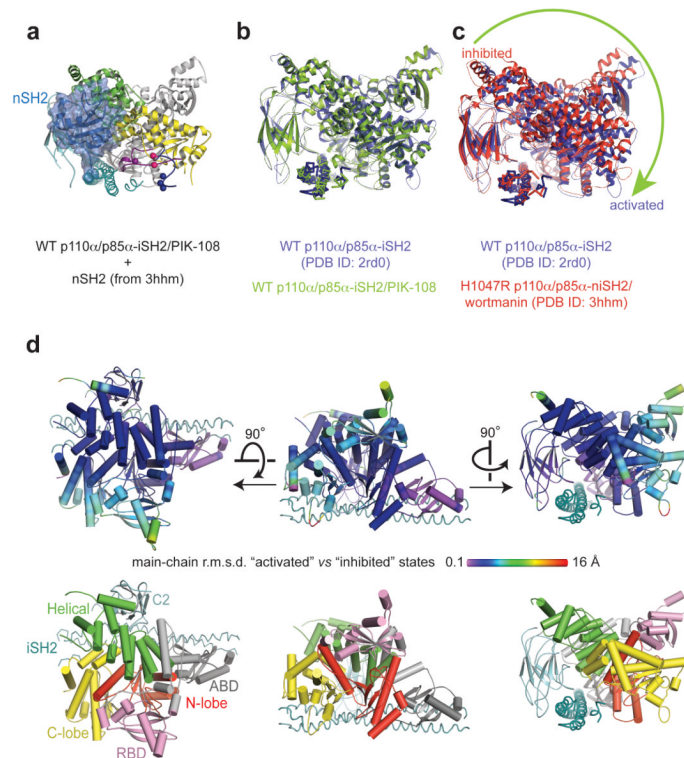 a
b
c
nSH2
inhibited
activated
WT p110α/p85α-iSH2/PIK-108
+
nSH2 (from 3hhm)
WT p110α/p85α-iSH2
(PDB ID: 2rd0)
WT p110α/p85α-iSH2/PIK-108
WT p110α/p85α-iSH2
(PDB ID: 2rd0)
H1047R p110α/p85α-niSH2/
wortmanin (PDB ID: 3hhm)
d
90°
90°
main-chain r.m.s.d. “activated” vs “inhibited” states 0.1 16 Å
Helical
C2
iSH2
ABD
N-lobe
C-lobe
RBD